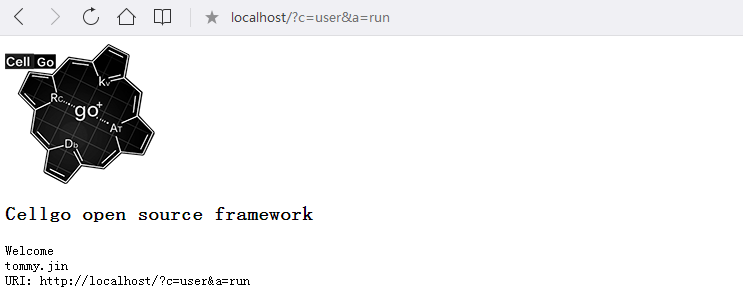 localhost/?c=user&a=run
Cell Go
Kv
Rc
go+
AT
Db
Cellgo open source framework
Welcome
tommy.jin
URI: http://localhost/?c=user&a=run